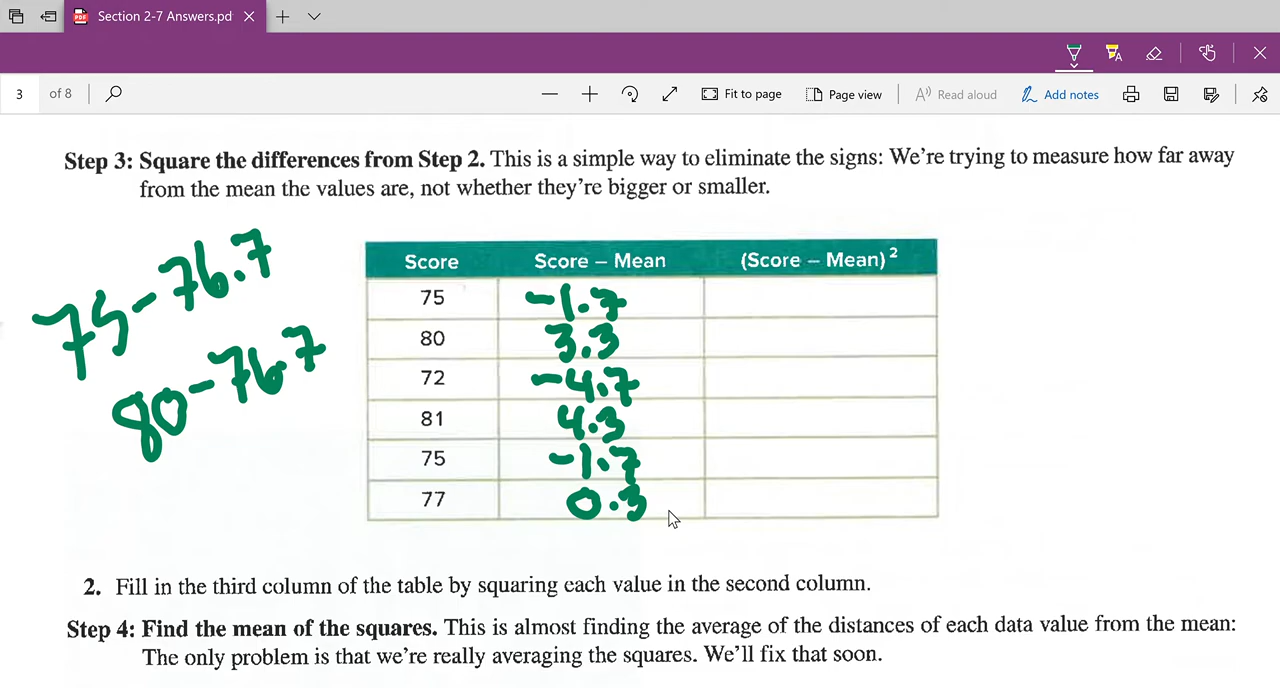 Section 2-7 Answers.pd
3 of 8 Fit to page Page view Read aloud Add notes
Step 3: Square the differences from Step 2. This is a simple way to eliminate the signs: We're trying to measure how far away
from the mean the values are, not whether they're bigger or smaller.
75-76.7
80-76.7
Score Score – Mean (Score – Mean)²
75 -1.7
80 3.3
72 -4.7
81 4.3
75 -1.7
77 0.3
2. Fill in the third column of the table by squaring each value in the second column.
Step 4: Find the mean of the squares. This is almost finding the average of the distances of each data value from the mean:
The only problem is that we're really averaging the squares. We'll fix that soon.